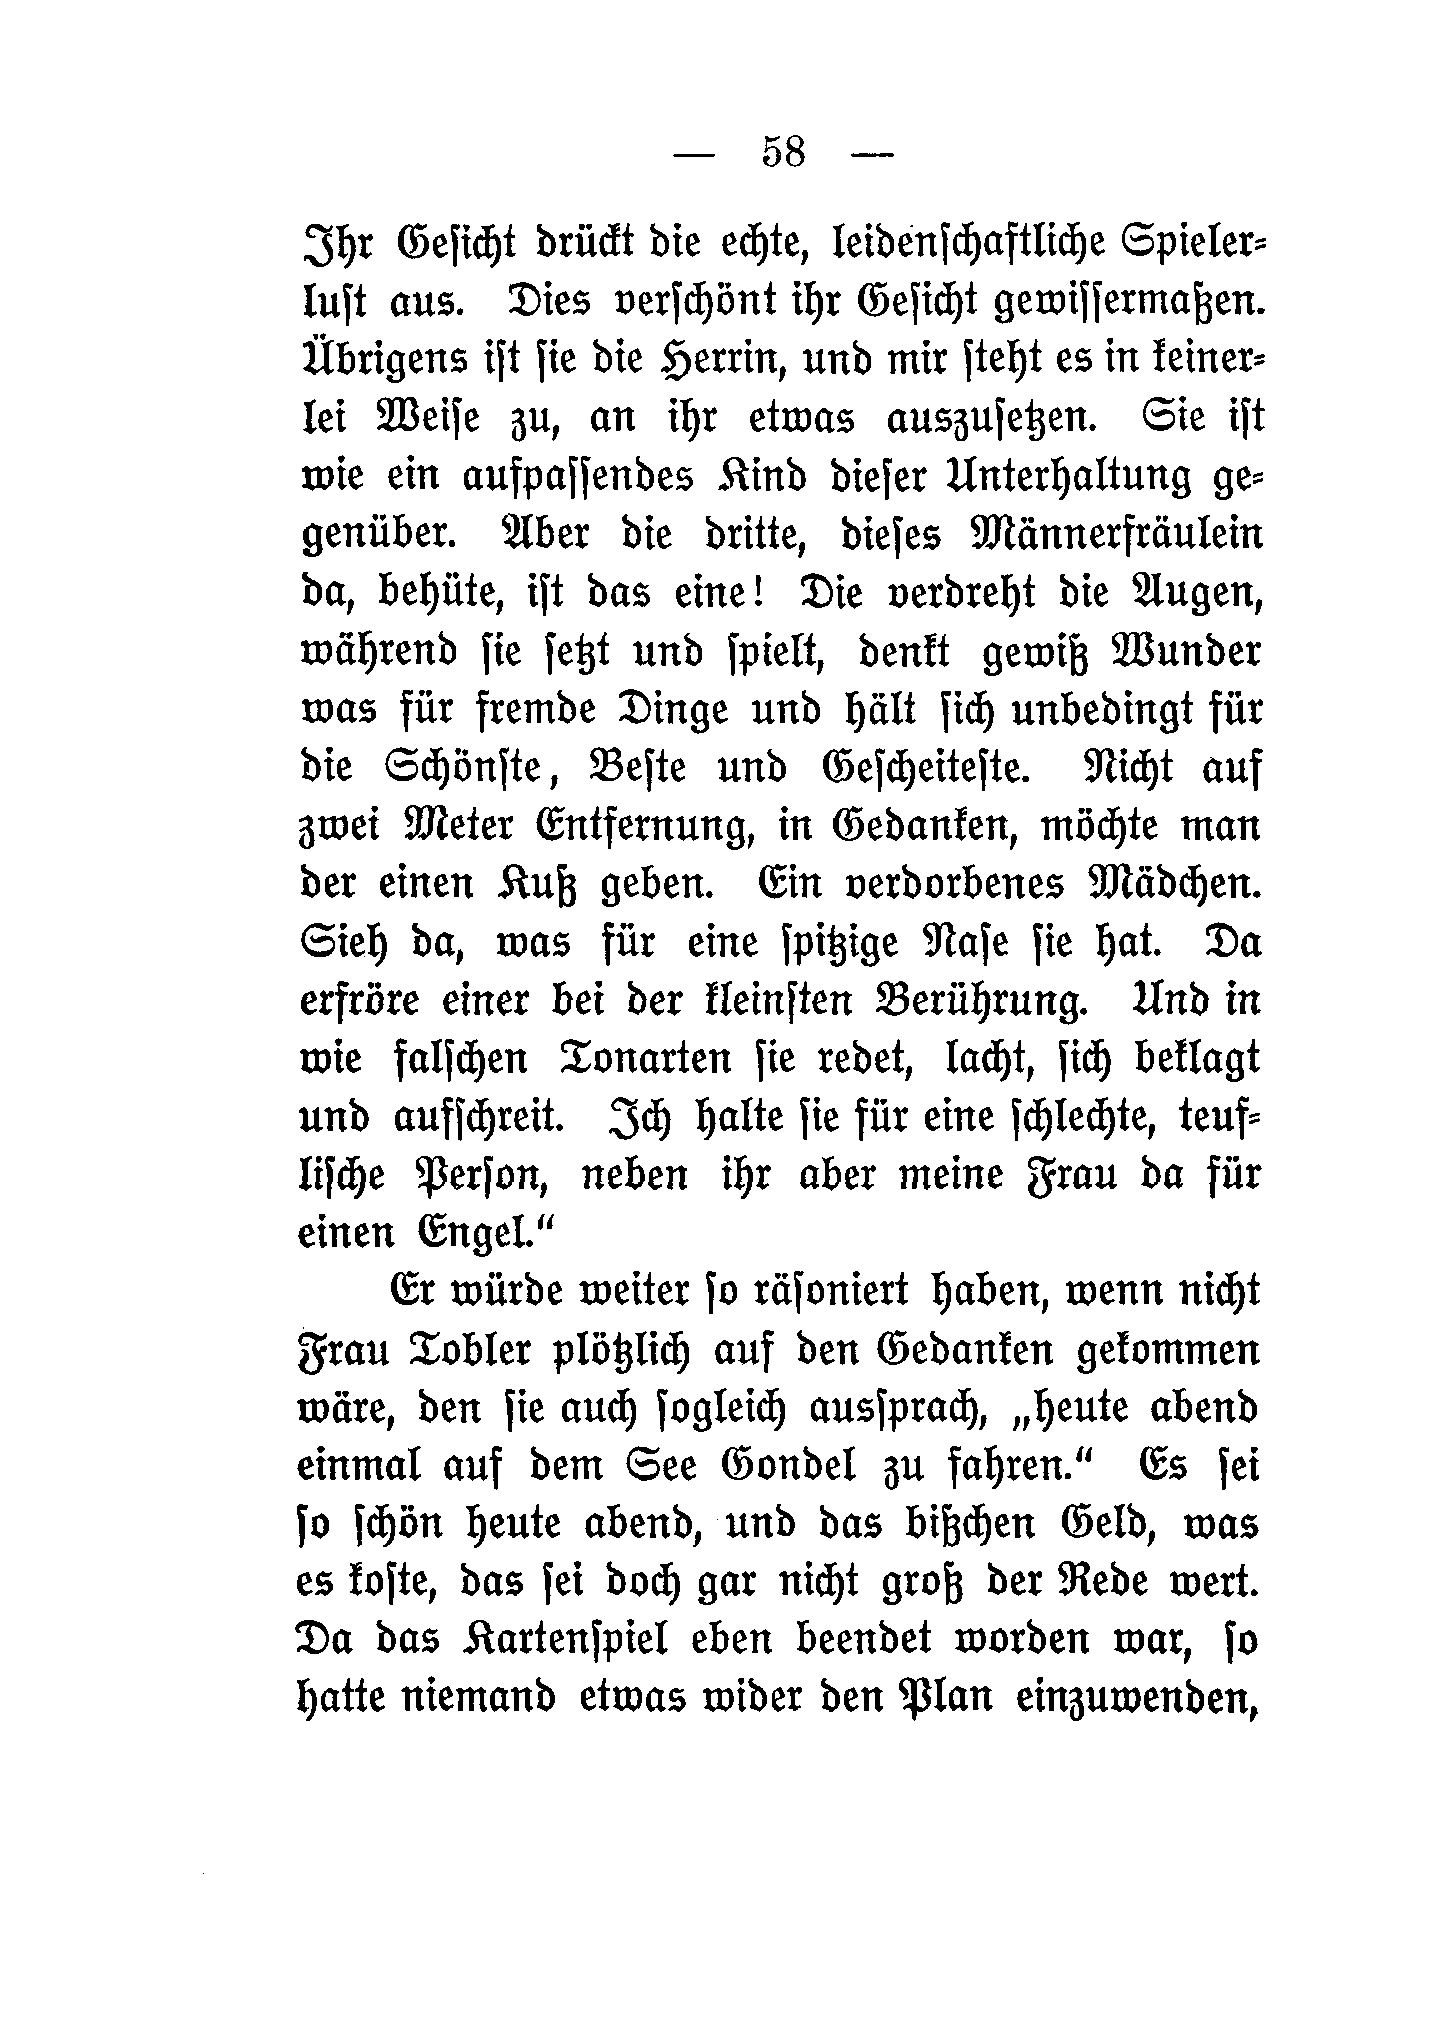 — 58 —
Ihr Geſicht drückt die echte, leidenſchaftliche Spieler⸗
luſt aus. Dies verſchönt ihr Geſicht gewiſſermaßen.
Übrigens iſt ſie die Herrin, und mir ſteht es in keiner⸗
lei Weiſe zu, an ihr etwas auszuſetzen. Sie iſt
wie ein aufpaſſendes Kind dieſer Unterhaltung ge⸗
genüber. Aber die dritte, dieſes Männerfräulein
da, behüte, iſt das eine! Die verdreht die Augen,
während ſie ſetzt und ſpielt, denkt gewiß Wunder
was für fremde Dinge und hält ſich unbedingt für
die Schönſte, Beſte und Geſcheiteſte. Nicht auf
zwei Meter Entfernung, in Gedanken, möchte man
der einen Kuß geben. Ein verdorbenes Mädchen.
Sieh da, was für eine ſpitzige Naſe ſie hat. Da
erfröre einer bei der kleinſten Berührung. Und in
wie falſchen Tonarten ſie redet, lacht, ſich beklagt
und aufſchreit. Ich halte ſie für eine ſchlechte, teuf⸗
liſche Perſon, neben ihr aber meine Frau da für
einen Engel.“
Er würde weiter ſo räſoniert haben, wenn nicht
Frau Tobler plötzlich auf den Gedanken gekommen
wäre, den ſie auch ſogleich ausſprach, „heute abend
einmal auf dem See Gondel zu fahren.“ Es ſei
ſo ſchön heute abend, und das bißchen Geld, was
es koſte, das ſei doch gar nicht groß der Rede wert.
Da das Kartenſpiel eben beendet worden war, ſo
hatte niemand etwas wider den Plan einzuwenden,